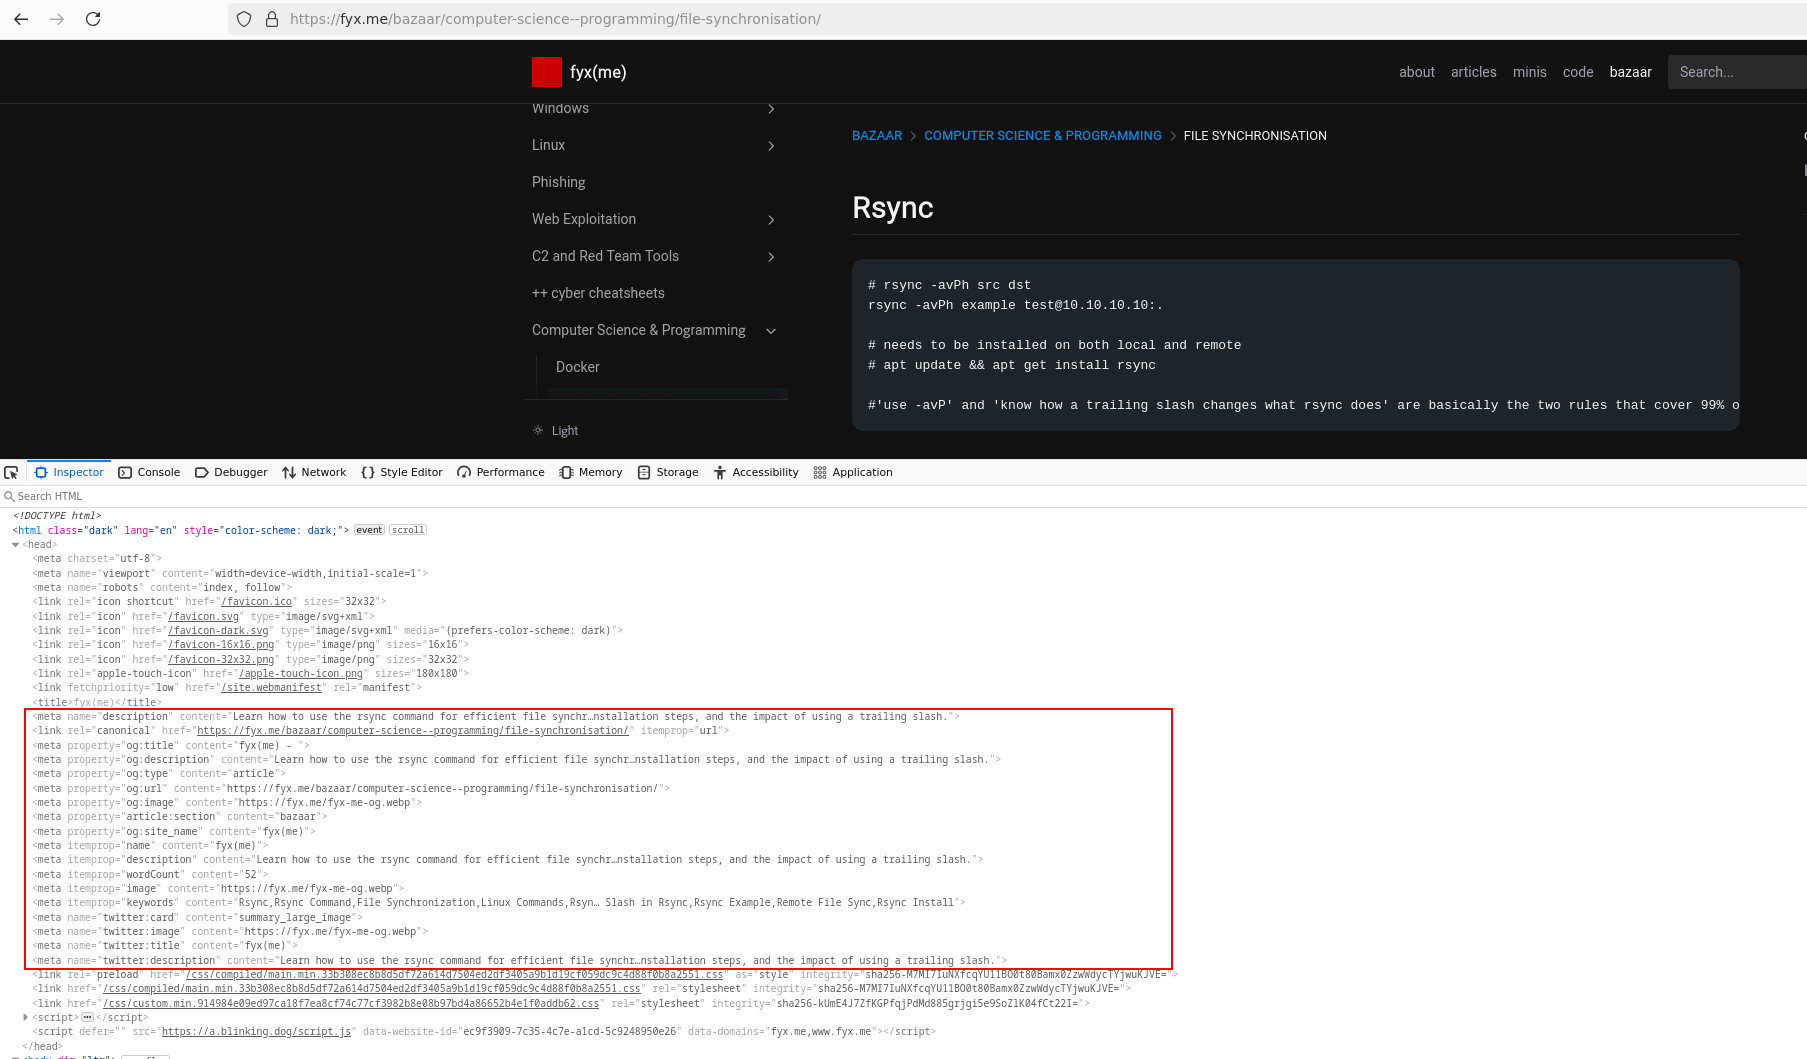 https://fyx.me/bazaar/computer-science--programming/file-synchronisation/
fyx(me)
about articles minis code bazaar Search...
Windows
Linux
Phishing
Web Exploitation
C2 and Red Team Tools
++ cyber cheatsheets
Computer Science & Programming
Docker
Light
BAZAAR > COMPUTER SCIENCE & PROGRAMMING > FILE SYNCHRONISATION
Rsync
# rsync -avPh src dst
rsync -avPh example test@10.10.10.10:.
# needs to be installed on both local and remote
# apt update && apt get install rsync
#'use -avP' and 'know how a trailing slash changes what rsync does' are basically the two rules that cover 99% o
Inspector Console Debugger Network Style Editor Performance Memory Storage Accessibility Application
Search HTML
<!DOCTYPE html>
<html class="dark" lang="en" style="color-scheme: dark;"> event scroll
<head>
<meta charset="utf-8">
<meta name="viewport" content="width=device-width,initial-scale=1">
<meta name="robots" content="index, follow">
<link rel="icon shortcut" href="/favicon.ico" sizes="32x32">
<link rel="icon" href="/favicon.svg" type="image/svg+xml">
<link rel="icon" href="/favicon-dark.svg" type="image/svg+xml" media="(prefers-color-scheme: dark)">
<link rel="icon" href="/favicon-16x16.png" type="image/png" sizes="16x16">
<link rel="icon" href="/favicon-32x32.png" type="image/png" sizes="32x32">
<link rel="apple-touch-icon" href="/apple-touch-icon.png" sizes="180x180">
<link fetchpriority="low" href="/site.webmanifest" rel="manifest">
<title>fyx(me)</title>
<meta name="description" content="Learn how to use the rsync command for efficient file synchr…nstallation steps, and the impact of using a trailing slash.">
<link rel="canonical" href="https://fyx.me/bazaar/computer-science--programming/file-synchronisation/" itemprop="url">
<meta property="og:title" content="fyx(me) - ">
<meta property="og:description" content="Learn how to use the rsync command for efficient file synchr…nstallation steps, and the impact of using a trailing slash.">
<meta property="og:type" content="article">
<meta property="og:url" content="https://fyx.me/bazaar/computer-science--programming/file-synchronisation/">
<meta property="og:image" content="https://fyx.me/fyx-me-og.webp">
<meta property="article:section" content="bazaar">
<meta property="og:site_name" content="fyx(me)">
<meta itemprop="name" content="fyx(me)">
<meta itemprop="description" content="Learn how to use the rsync command for efficient file synchr…nstallation steps, and the impact of using a trailing slash.">
<meta itemprop="wordCount" content="52">
<meta itemprop="image" content="https://fyx.me/fyx-me-og.webp">
<meta itemprop="keywords" content="Rsync,Rsync Command,File Synchronization,Linux Commands,Rsyn… Slash in Rsync,Rsync Example,Remote File Sync,Rsync Install">
<meta name="twitter:card" content="summary_large_image">
<meta name="twitter:image" content="https://fyx.me/fyx-me-og.webp">
<meta name="twitter:title" content="fyx(me)">
<meta name="twitter:description" content="Learn how to use the rsync command for efficient file synchr…nstallation steps, and the impact of using a trailing slash.">
<link rel="preload" href="/css/compiled/main.min.33b308ec8b8d5df72a614d7504ed2df3405a9b1d19cf059dc9c4d88f0b8a2551.css" as="style" integrity="sha256-M7MI7IuNXfcqYU11BO0t80Bamx0ZzwWdycTYjwuKJVE=">
<link href="/css/compiled/main.min.33b308ec8b8d5df72a614d7504ed2df3405a9b1d19cf059dc9c4d88f0b8a2551.css" rel="stylesheet" integrity="sha256-M7MI7IuNXfcqYU11BO0t80Bamx0ZzwWdycTYjwuKJVE=">
<link href="/css/custom.min.914984e09ed97ca18f7ea8cf74c77cf3982b8e08b97bd4a86652b4e1f0addb62.css" rel="stylesheet" integrity="sha256-kUmE4J7ZfKGPfqjPdMd885grjgi5e9SoZlK04fCt22I=">
<script> ••• </script>
<script defer="" src="https://a.blinking.dog/script.js" data-website-id="ec9f3909-7c35-4c7e-a1cd-5c9248950e26" data-domains="fyx.me,www.fyx.me"></script>
</head>